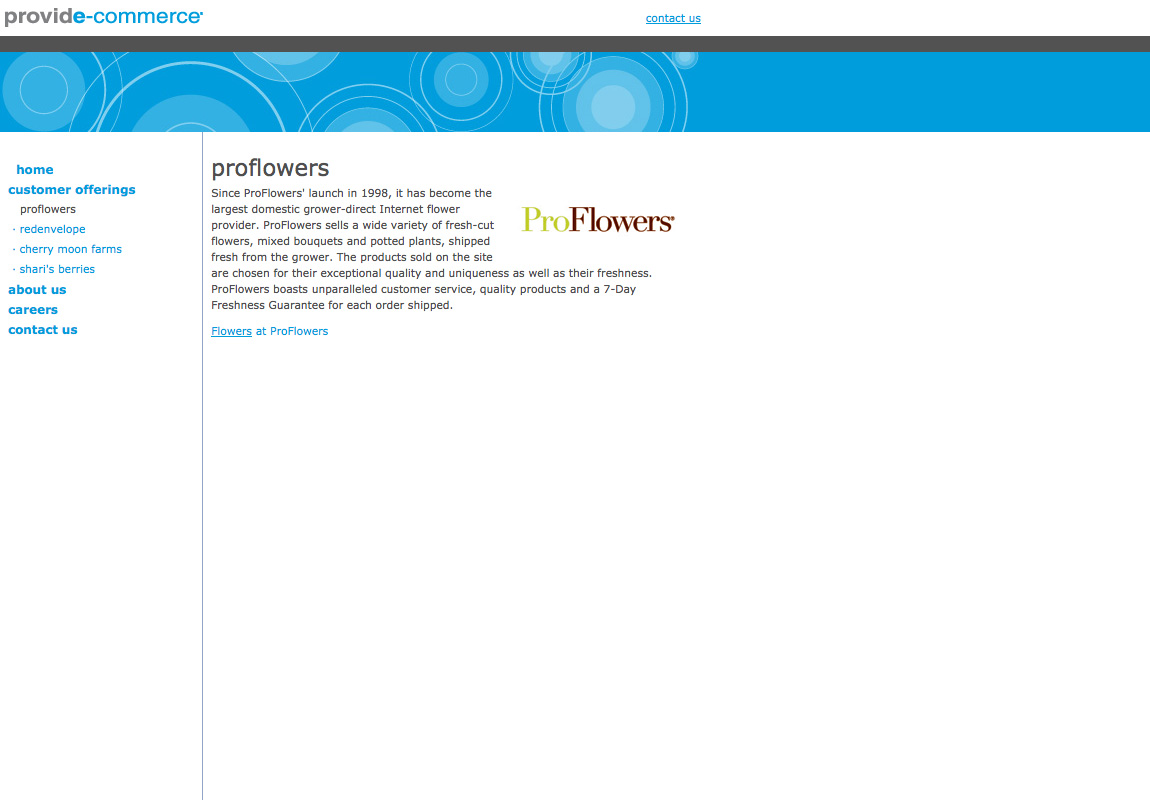 provide-commerce
contact us
home
customer offerings
proflowers
· redenvelope
· cherry moon farms
· shari's berries
about us
careers
contact us
proflowers
Since ProFlowers' launch in 1998, it has become the
largest domestic grower-direct Internet flower
provider. ProFlowers sells a wide variety of fresh-cut
flowers, mixed bouquets and potted plants, shipped
fresh from the grower. The products sold on the site
are chosen for their exceptional quality and uniqueness as well as their freshness.
ProFlowers boasts unparalleled customer service, quality products and a 7-Day
Freshness Guarantee for each order shipped.
ProFlowers
Flowers at ProFlowers